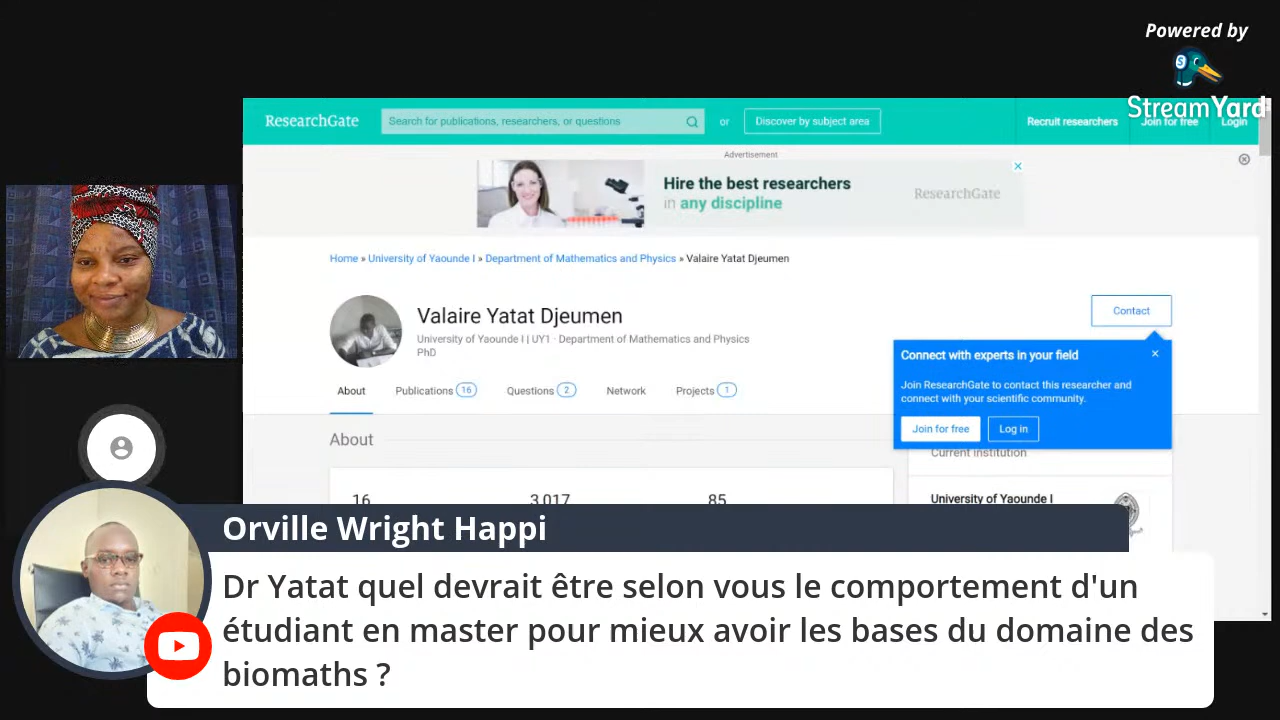 Powered by
StreamYard
ResearchGate
Search for publications, researchers, or questions
or
Discover by subject area
Recruit researchers
Join for free
Login
Advertisement
Hire the best researchers
in any discipline
ResearchGate
Home » University of Yaounde I » Department of Mathematics and Physics » Valaire Yatat Djeumen
Valaire Yatat Djeumen
University of Yaounde I | UY1 · Department of Mathematics and Physics
PhD
Contact
Connect with experts in your field
Join ResearchGate to contact this researcher and
connect with your scientific community.
Join for free
Log in
About
Publications 16
Questions 2
Network
Projects 1
About
Current institution
16
3,017
85
University of Yaounde I
Orville Wright Happi
Dr Yatat quel devrait être selon vous le comportement d'un
étudiant en master pour mieux avoir les bases du domaine des
biomaths ?